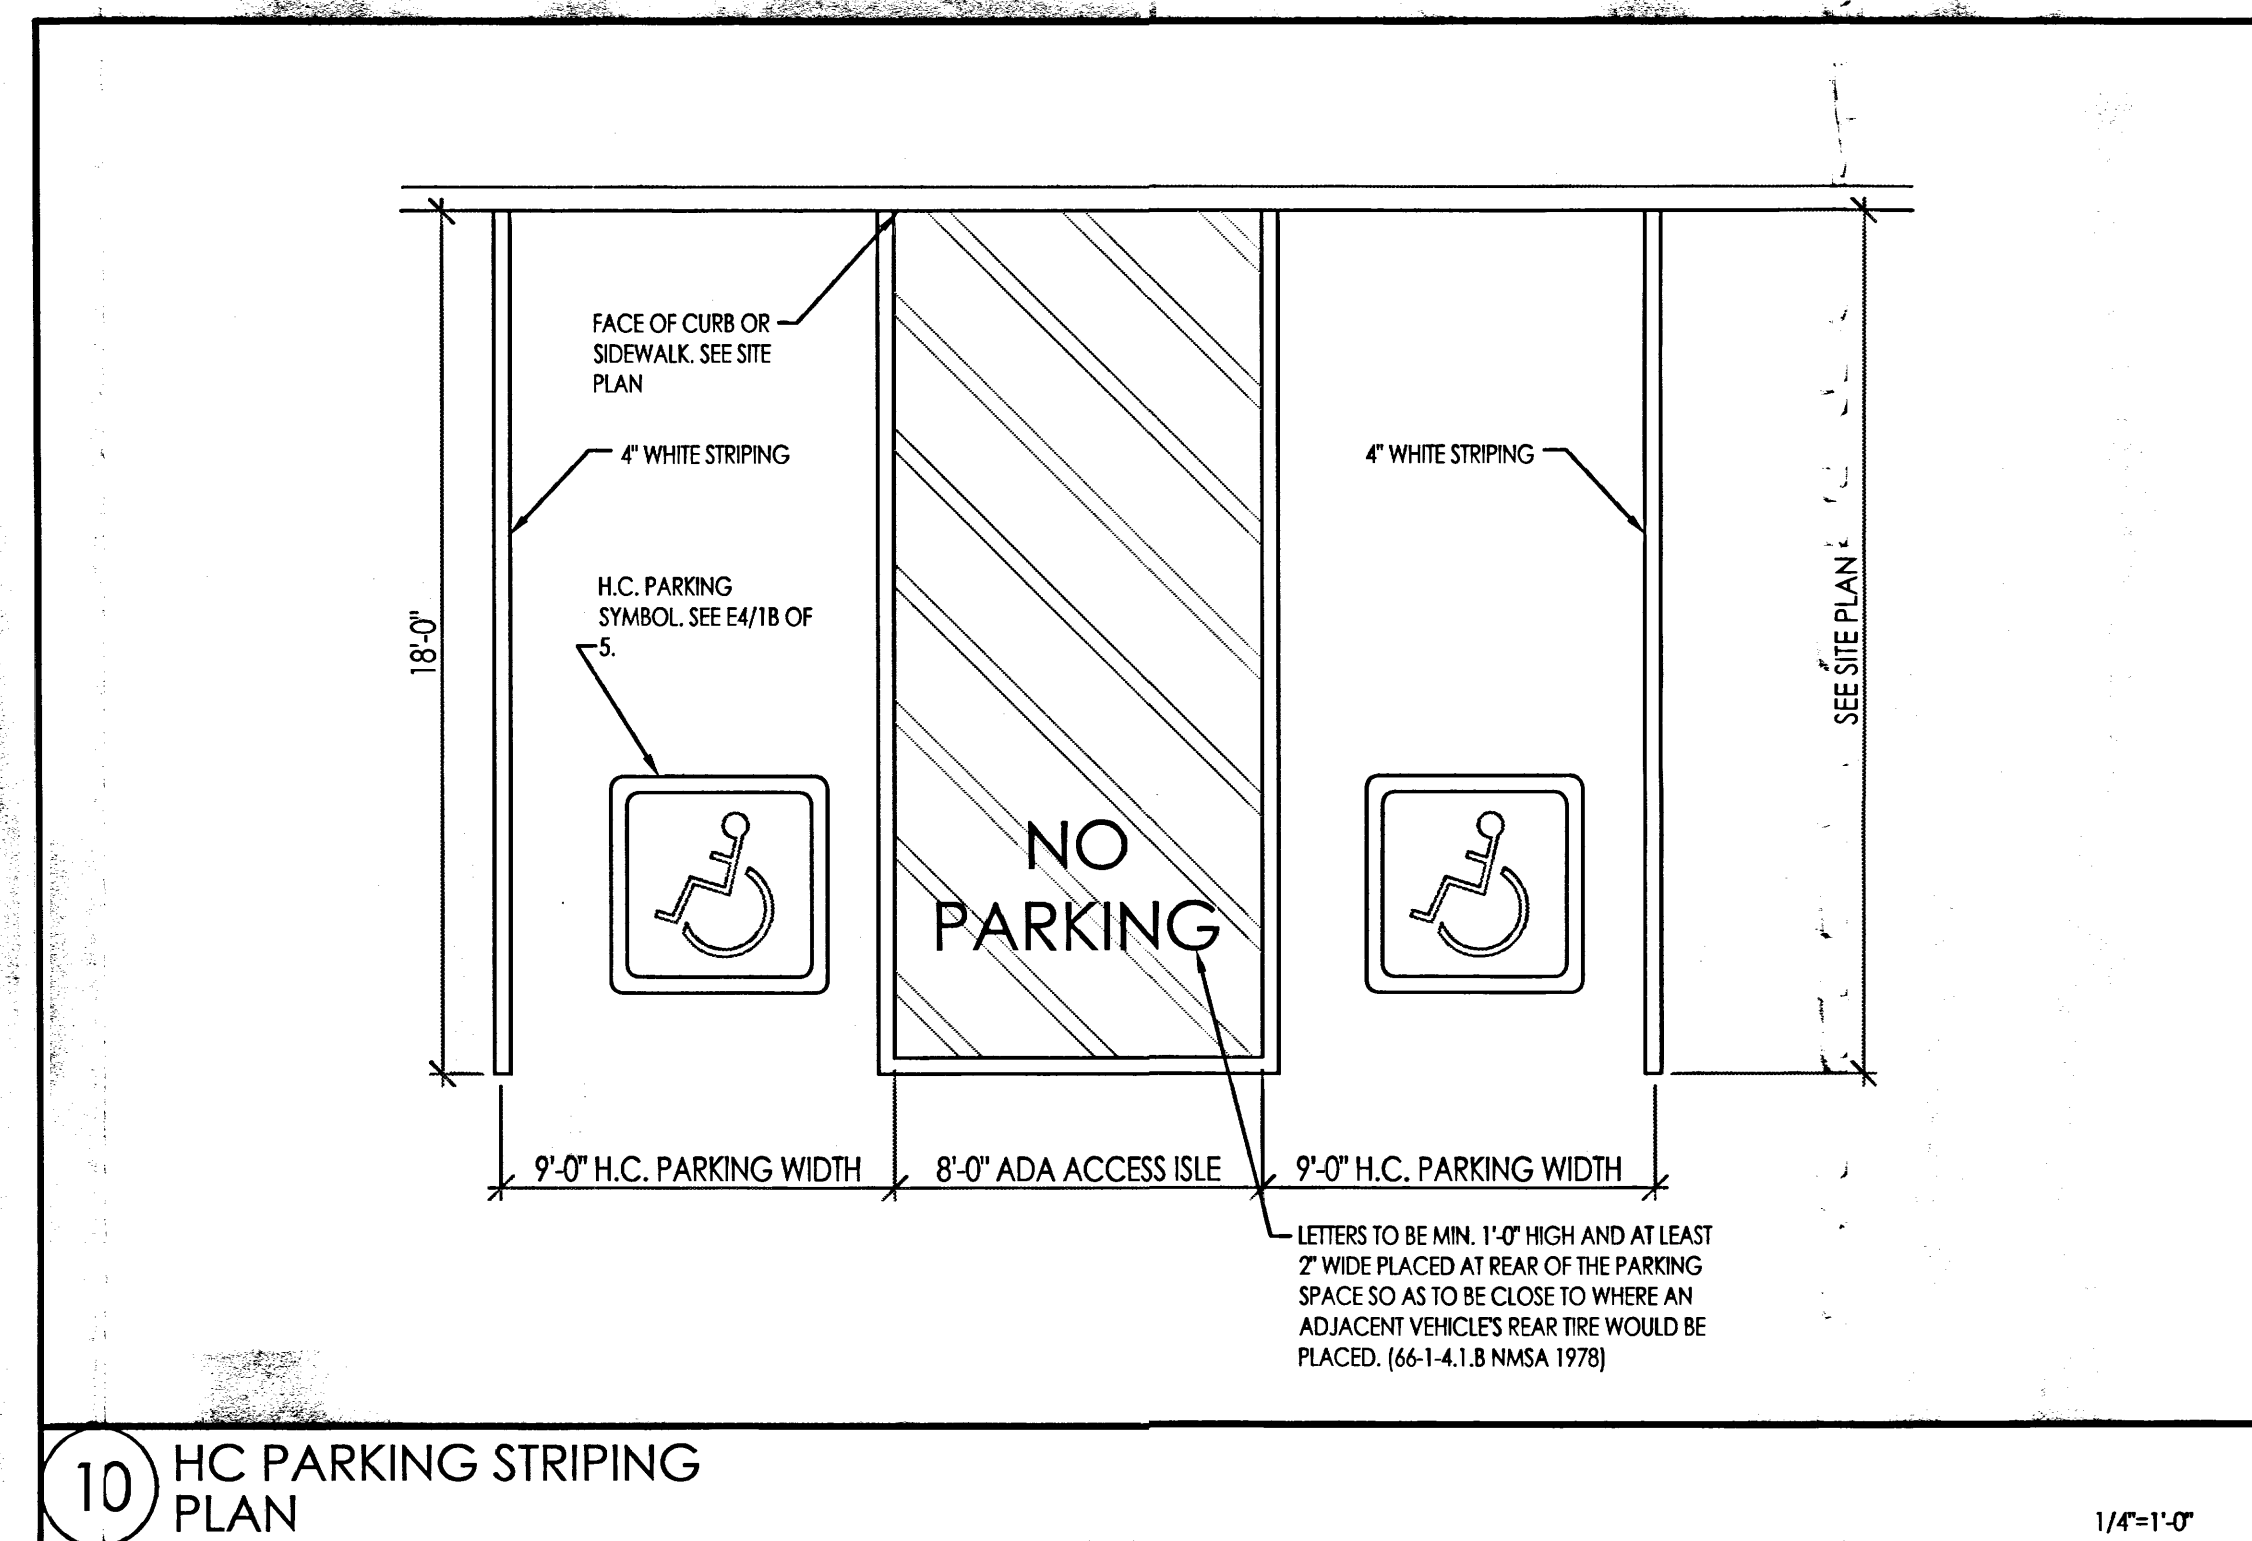 FACE OF CURB OR
SIDEWALK. SEE SITE
PLAN
4" WHITE STRIPING
4" WHITE STRIPING
H.C. PARKING
SYMBOL. SEE E4/1B OF
5.
18'-0"
SEE SITE PLAN
NO
PARKING
9'-0" H.C. PARKING WIDTH
8'-0" ADA ACCESS ISLE
9'-0" H.C. PARKING WIDTH
LETTERS TO BE MIN. 1'-0" HIGH AND AT LEAST
2" WIDE PLACED AT REAR OF THE PARKING
SPACE SO AS TO BE CLOSE TO WHERE AN
ADJACENT VEHICLE'S REAR TIRE WOULD BE
PLACED. (66-1-4.1.B NMSA 1978)
10
HC PARKING STRIPING
PLAN
1/4"=1'-0"